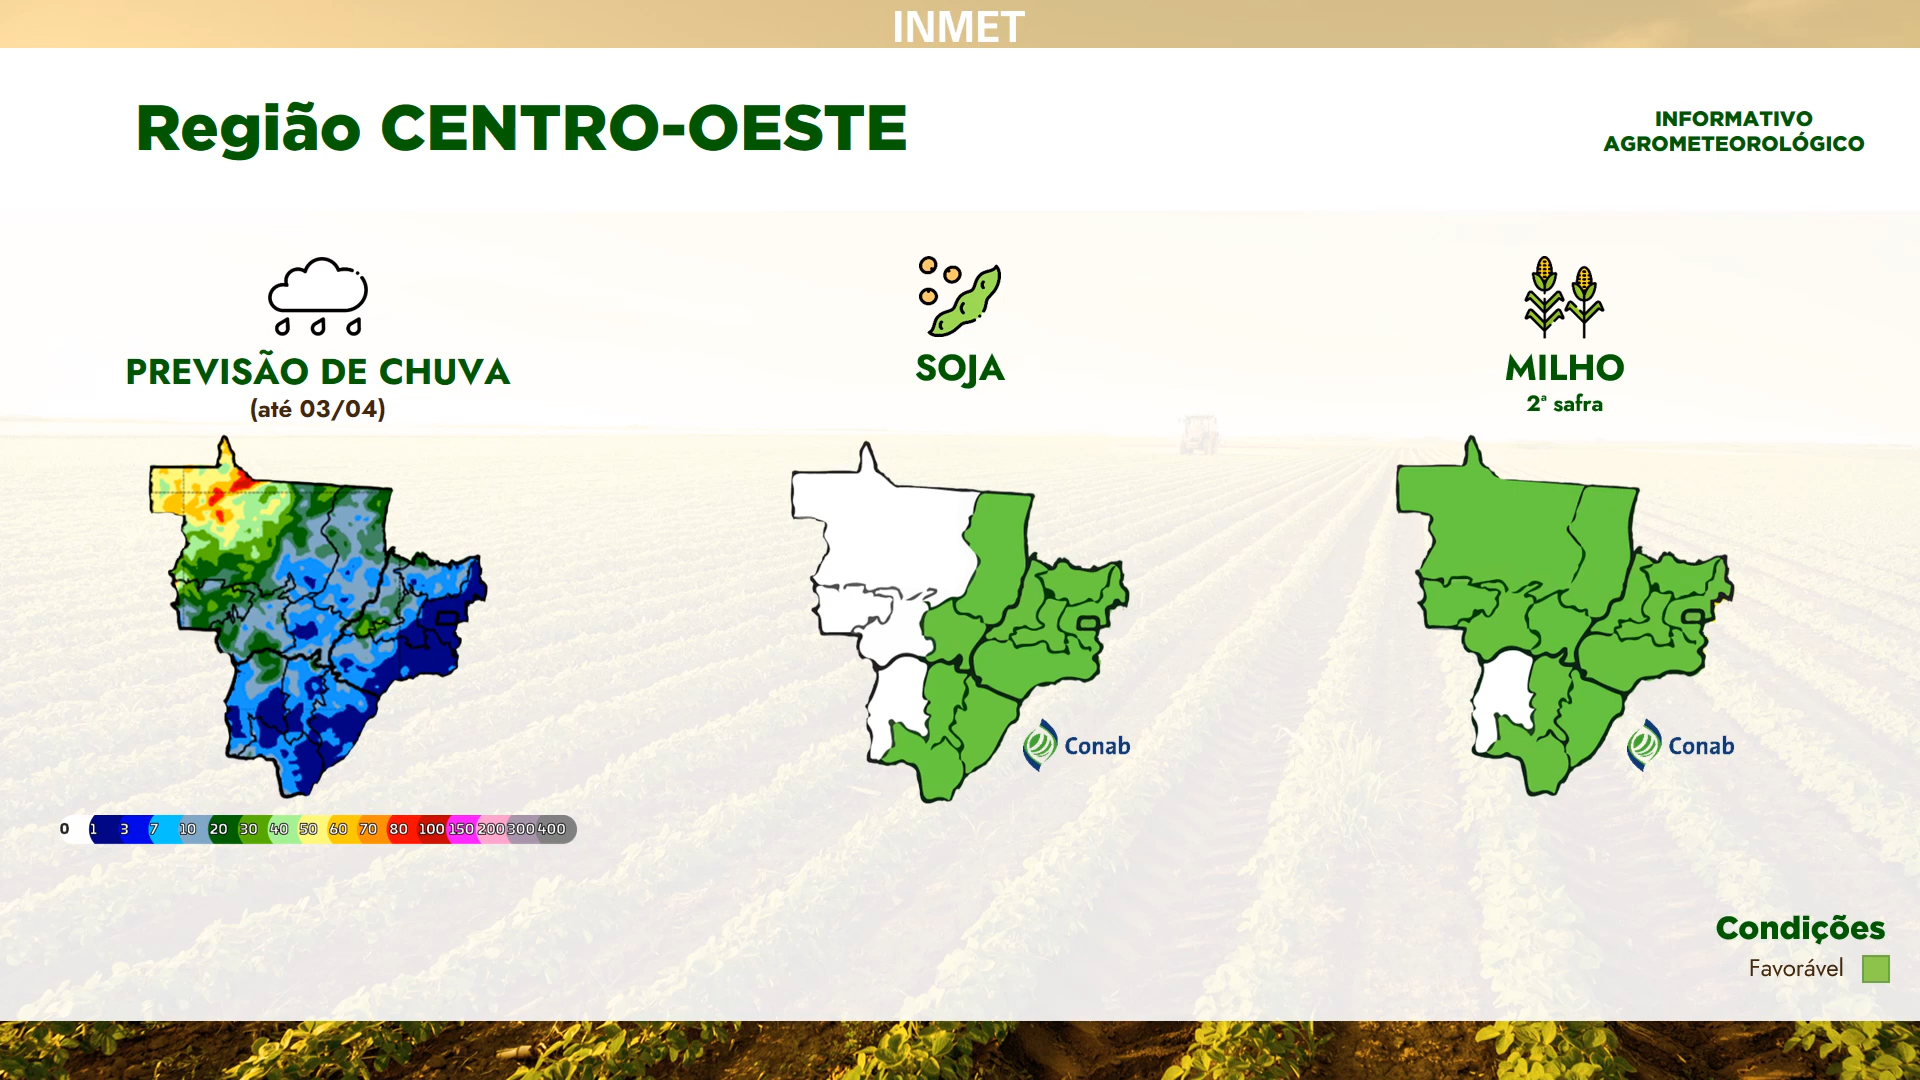 INMET
Região CENTRO-OESTE
INFORMATIVO
AGROMETEOROLÓGICO
PREVISÃO DE CHUVA
(até 03/04)
SOJA
MILHO
2ª safra
Conab
Conab
0 1 3 7 10 20 30 40 50 60 70 80 100 150 200 300 400
Condições
Favorável